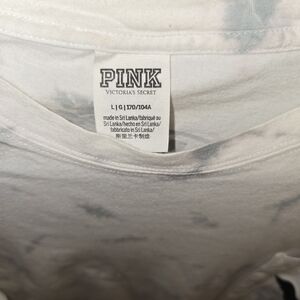 PINK
VICTORIA'S SECRET
L | G | 170/104A
made in Sri Lanka/fabriqué au
Sri Lanka/hecho en Sri Lanka/
fabbricato in Sri Lanka/
斯里兰卡制造